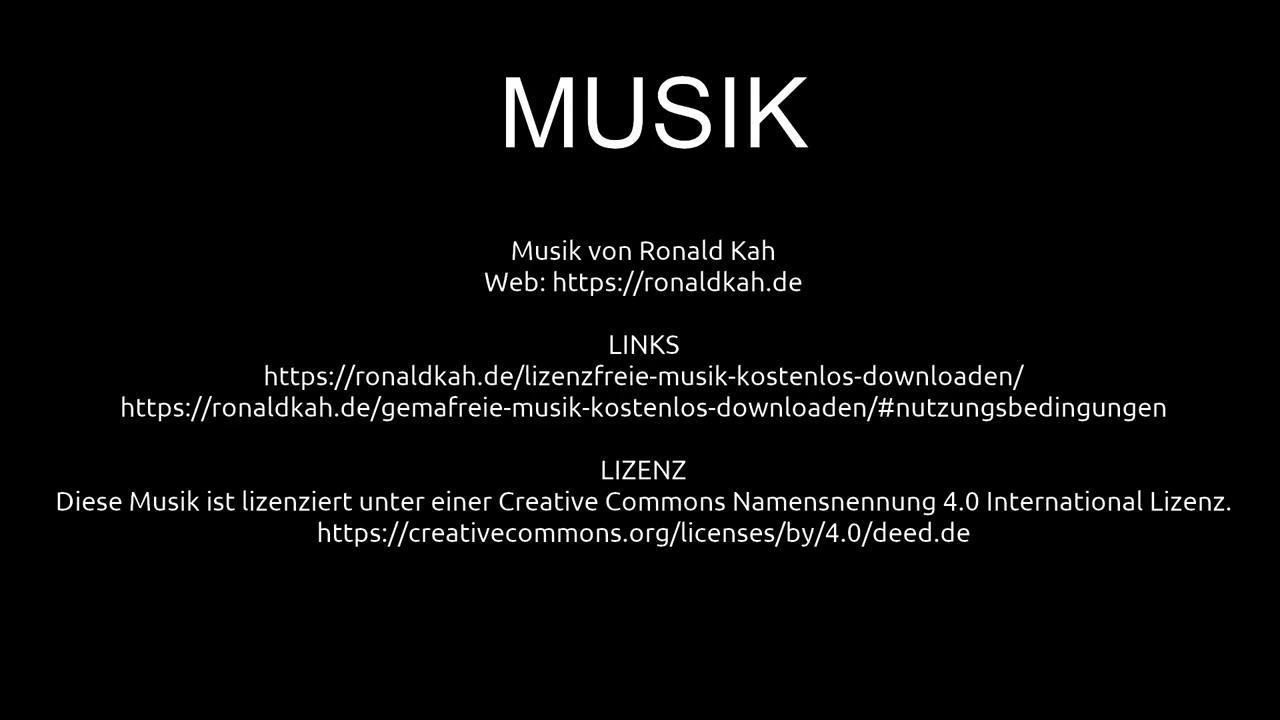 MUSIK
Musik von Ronald Kah
Web: https://ronaldkah.de
LINKS
https://ronaldkah.de/lizenzfreie-musik-kostenlos-downloaden/
https://ronaldkah.de/gemafreie-musik-kostenlos-downloaden/#nutzungsbedingungen
LIZENZ
Diese Musik ist lizenziert unter einer Creative Commons Namensnennung 4.0 International Lizenz.
https://creativecommons.org/licenses/by/4.0/deed.de